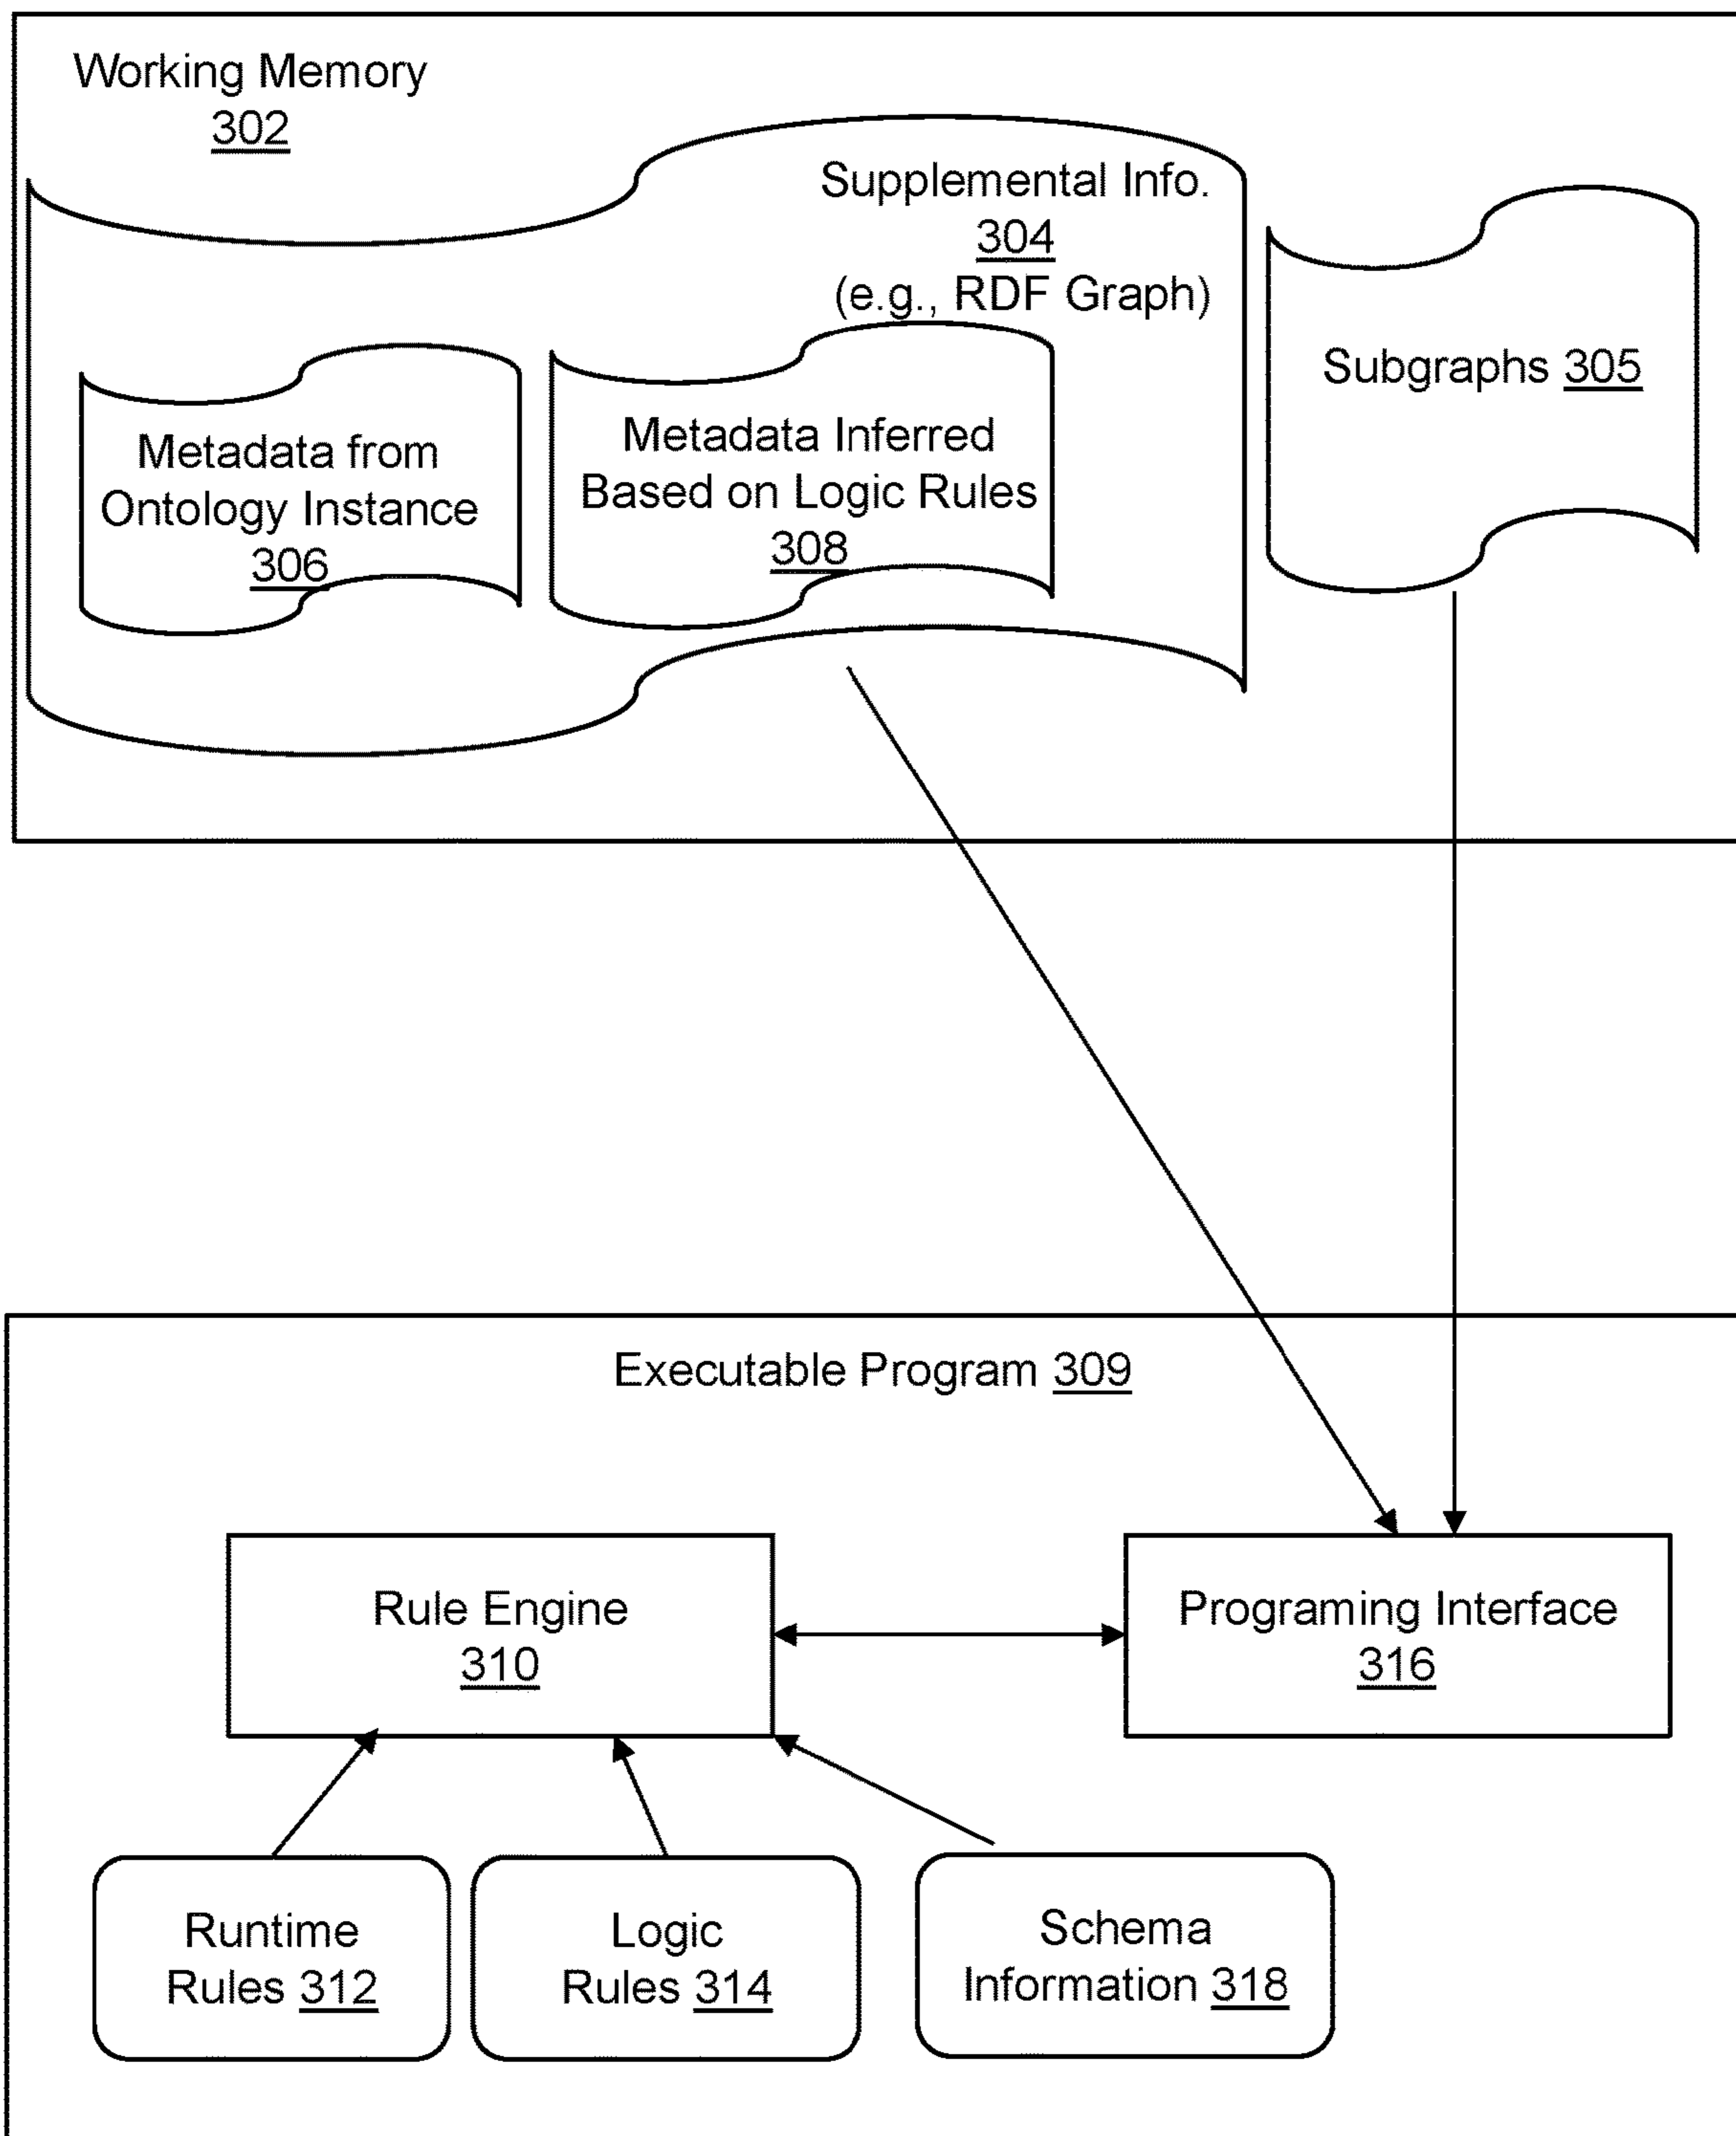 Working Memory
302
Supplemental Info.
304
(e.g., RDF Graph)
Subgraphs 305
Metadata from
Ontology Instance
306
Metadata Inferred
Based on Logic Rules
308
Executable Program 309
Rule Engine
310
Programing Interface
316
Runtime
Rules 312
Logic
Rules 314
Schema
Information 318